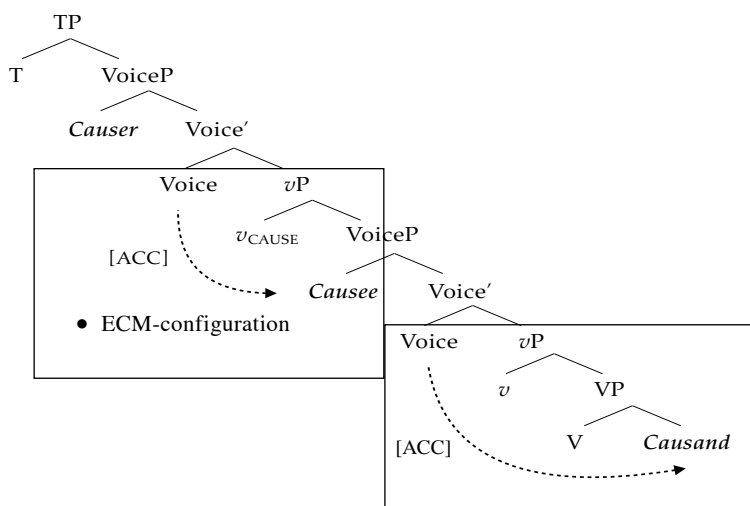 TP
T VoiceP
Causer Voice′
Voice vP
vCAUSE VoiceP
[ACC]
Causee Voice′
• ECM-configuration
Voice vP
v VP
[ACC] V Causand